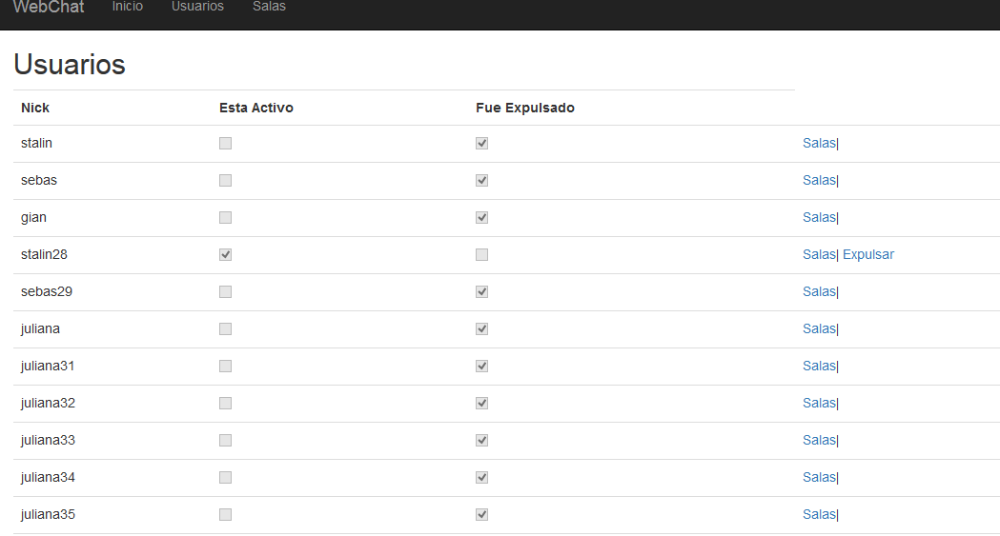 WebChat Inicio Usuarios Salas
Usuarios
Nick Esta Activo Fue Expulsado
stalin Salas|
sebas Salas|
gian Salas|
stalin28 Salas| Expulsar
sebas29 Salas|
juliana Salas|
juliana31 Salas|
juliana32 Salas|
juliana33 Salas|
juliana34 Salas|
juliana35 Salas|